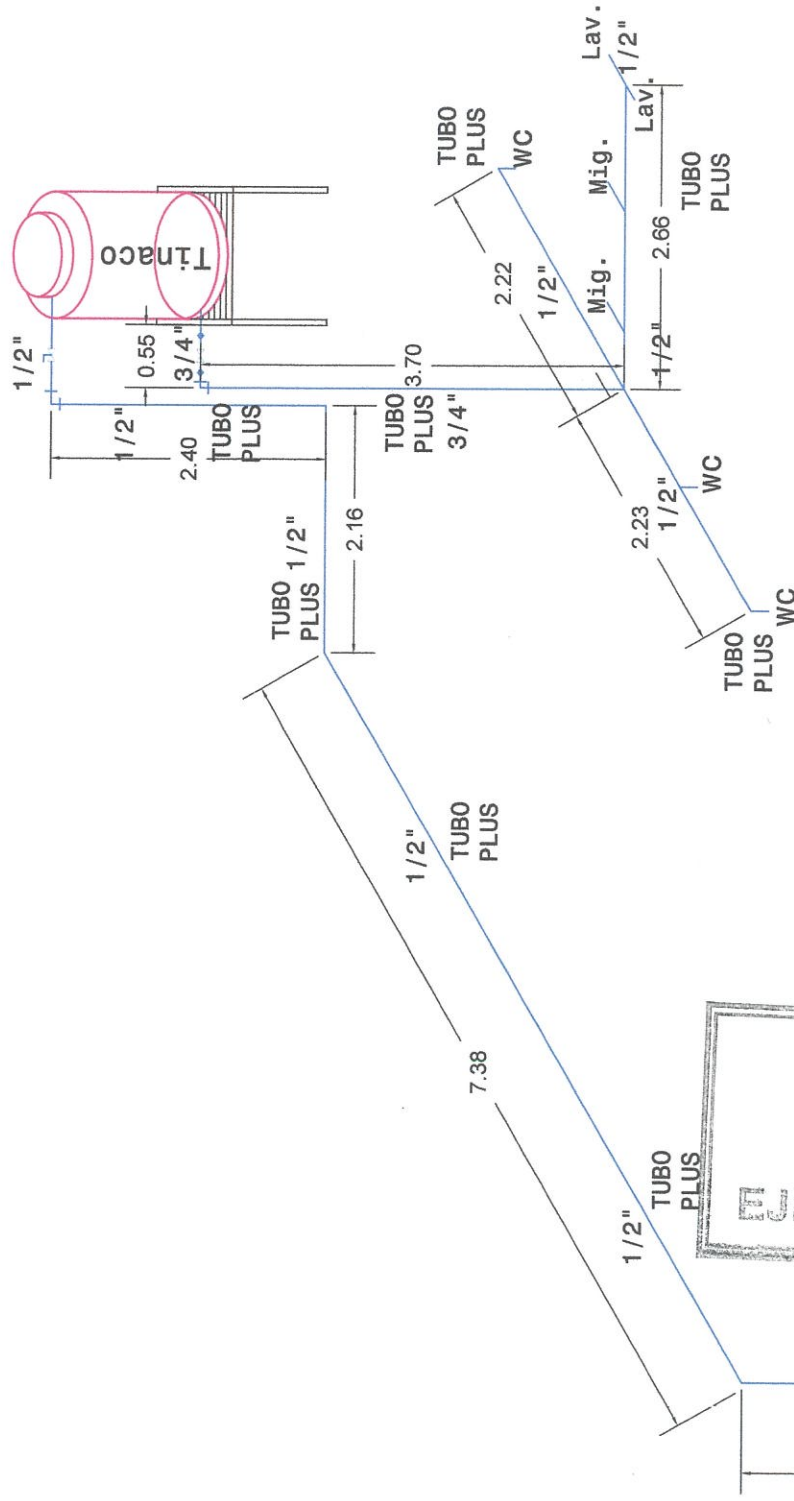 1/2"
Tinaco
0.55
3/4"
1/2"
2.40
TUBO
PLUS
3.70
TUBO
PLUS
3/4"
TUBO
PLUS
1/2"
2.16
TUBO
PLUS
WC
2.22
1/2"
Mig.
Mig.
Lav.
1/2"
Lav.
2.66
TUBO
PLUS
1/2"
2.23
1/2"
WC
WC
TUBO
PLUS
7.38
1/2"
TUBO
PLUS
1/2"
TUBO
PLUS